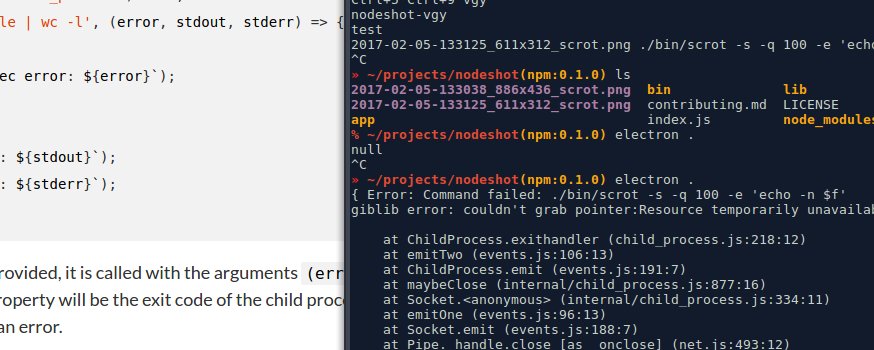 le | wc -l', (error, stdout, stderr) => {
ec error: ${error}`);
: ${stdout}`);
: ${stderr}`);
rovided, it is called with the arguments (err
roperty will be the exit code of the child proc
an error.
Ctrl+5 Ctrl+9 vgy
nodeshot-vgy
test
2017-02-05-133125_611x312_scrot.png ./bin/scrot -s -q 100 -e 'echo
^C
» ~/projects/nodeshot(npm:0.1.0) ls
2017-02-05-133038_886x436_scrot.png bin lib
2017-02-05-133125_611x312_scrot.png contributing.md LICENSE
app index.js node_modules
% ~/projects/nodeshot(npm:0.1.0) electron .
null
^C
» ~/projects/nodeshot(npm:0.1.0) electron .
{ Error: Command failed: ./bin/scrot -s -q 100 -e 'echo -n $f'
giblib error: couldn't grab pointer:Resource temporarily unavailab
at ChildProcess.exithandler (child_process.js:218:12)
at emitTwo (events.js:106:13)
at ChildProcess.emit (events.js:191:7)
at maybeClose (internal/child_process.js:877:16)
at Socket.<anonymous> (internal/child_process.js:334:11)
at emitOne (events.js:96:13)
at Socket.emit (events.js:188:7)
at Pipe._handle.close [as _onclose] (net.js:493:12)